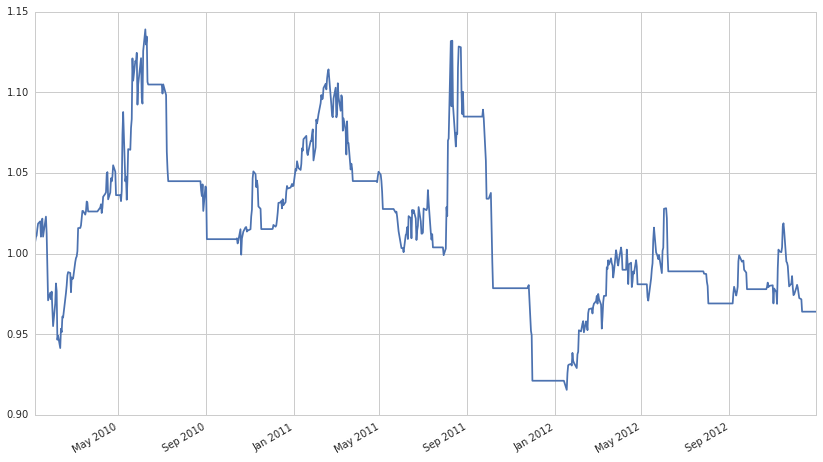 1.15
1.10
1.05
1.00
0.95
0.90
May 2010
Sep 2010
Jan 2011
May 2011
Sep 2011
Jan 2012
May 2012
Sep 2012